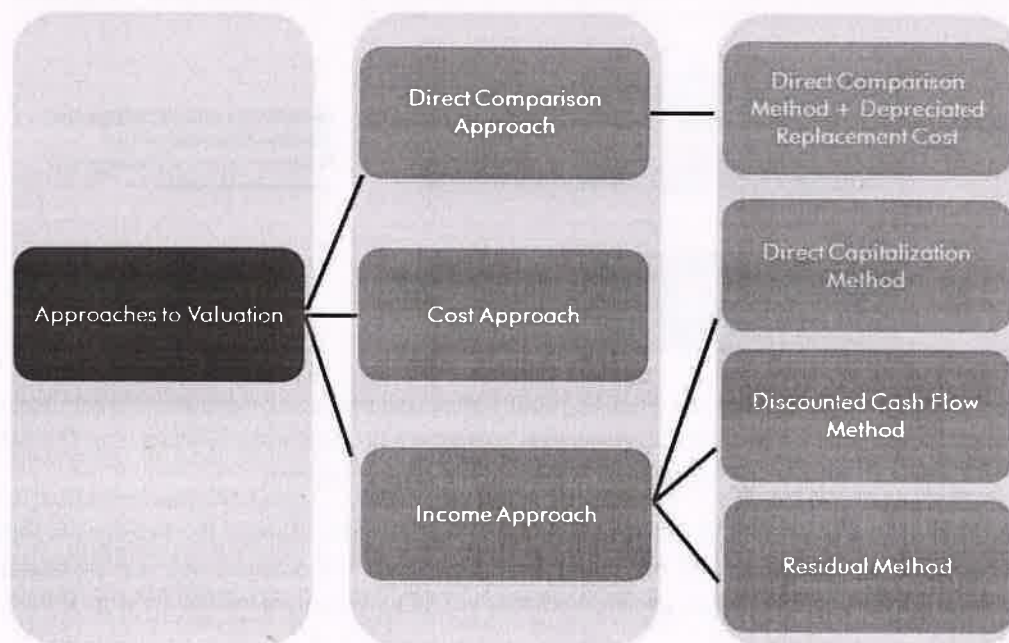 Approaches to Valuation
Direct Comparison
Approach
Cost Approach
Income Approach
Direct Comparison
Method + Depreciated
Replacement Cost
Direct Capitalization
Method
Discounted Cash Flow
Method
Residual Method